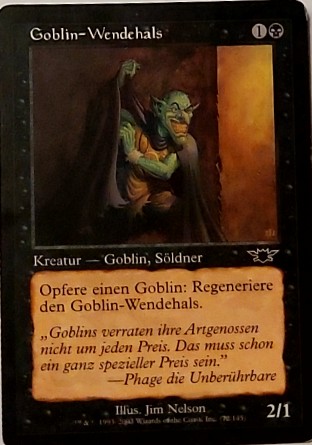 Goblin-Wendehals 1
Kreatur — Goblin, Söldner
Opfere einen Goblin: Regeneriere
den Goblin-Wendehals.
„Goblins verraten ihre Artgenossen
nicht um jeden Preis. Das muss schon
ein ganz spezieller Preis sein.”
—Phage die Unberührbare
Illus. Jim Nelson
2/1